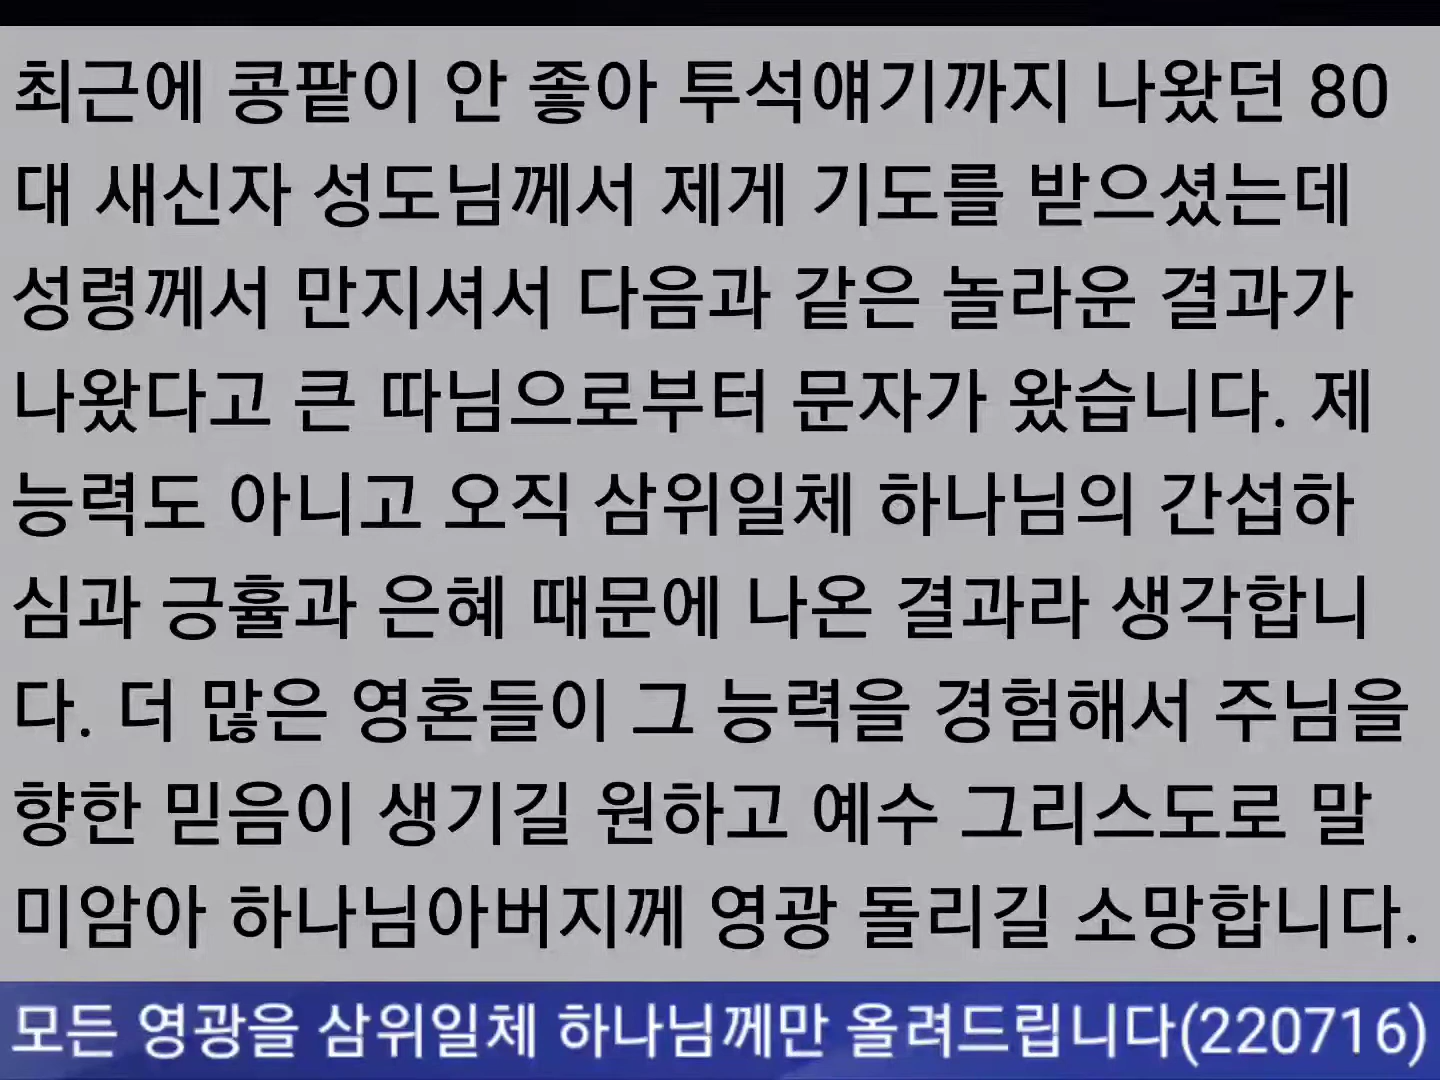 최근에 콩팥이 안 좋아 투석얘기까지 나왔던 80
대 새신자 성도님께서 제게 기도를 받으셨는데
성령께서 만지셔서 다음과 같은 놀라운 결과가
나왔다고 큰 따님으로부터 문자가 왔습니다. 제
능력도 아니고 오직 삼위일체 하나님의 간섭하
심과 긍휼과 은혜 때문에 나온 결과라 생각합니
다. 더 많은 영혼들이 그 능력을 경험해서 주님을
향한 믿음이 생기길 원하고 예수 그리스도로 말
미암아 하나님아버지께 영광 돌리길 소망합니다.
모든 영광을 삼위일체 하나님께만 올려드립니다(220716)